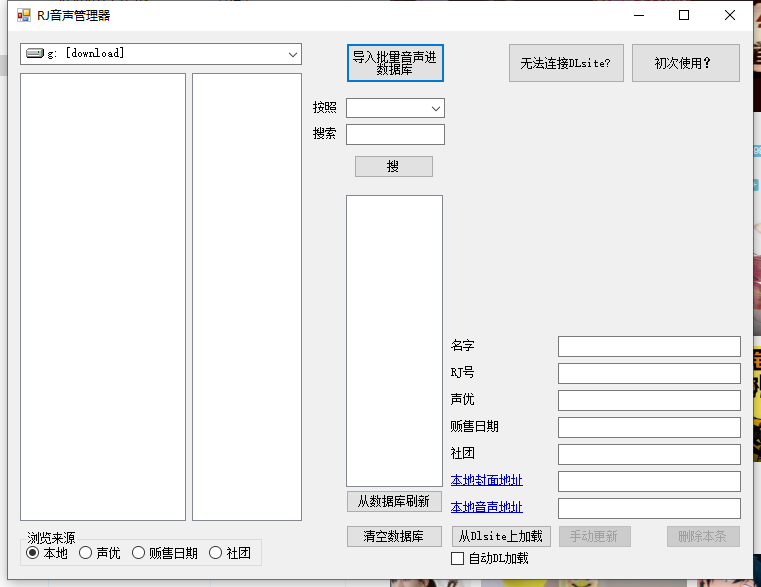 RJ音声管理器
g: [download]
导入批量音声进
数据库
无法连接DLsite?
初次使用?
按照
搜索
搜
名字
RJ号
声优
贩售日期
社团
本地封面地址
本地音声地址
从数据库刷新
清空数据库
从Dlsite上加载
手动更新
删除本条
自动DL加载
浏览来源
本地
声优
贩售日期
社团